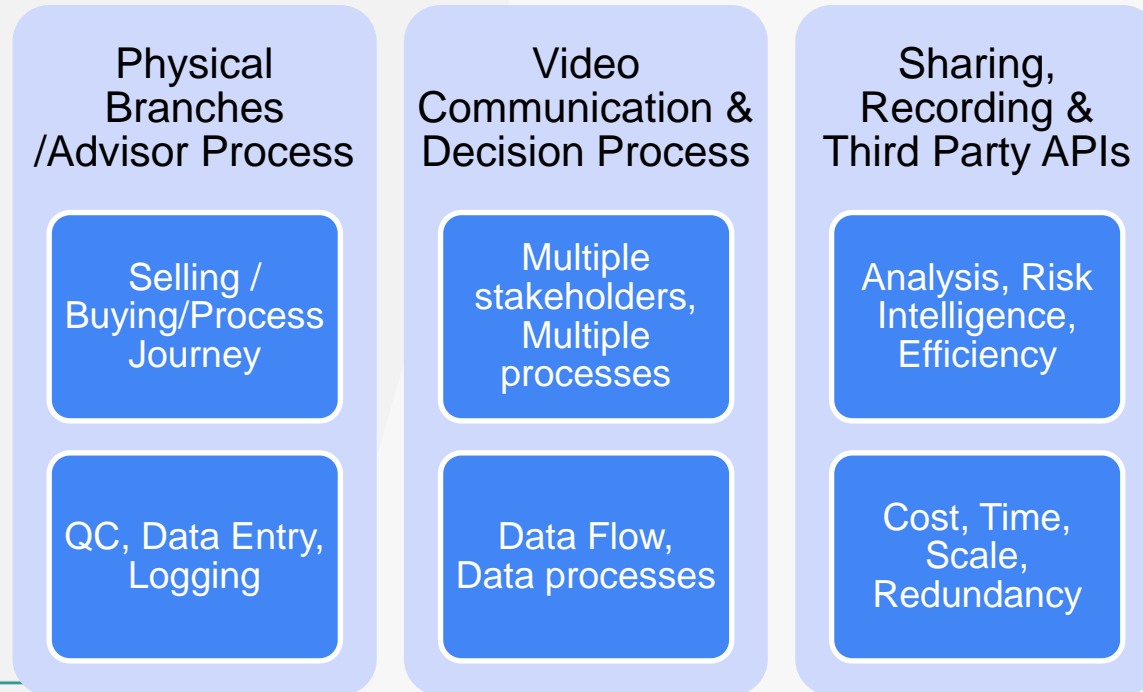 Physical
Branches
/Advisor Process
Selling /
Buying/Process
Journey
QC, Data Entry,
Logging
Video
Communication &
Decision Process
Multiple
stakeholders,
Multiple
processes
Data Flow,
Data processes
Sharing,
Recording &
Third Party APIs
Analysis, Risk
Intelligence,
Efficiency
Cost, Time,
Scale,
Redundancy